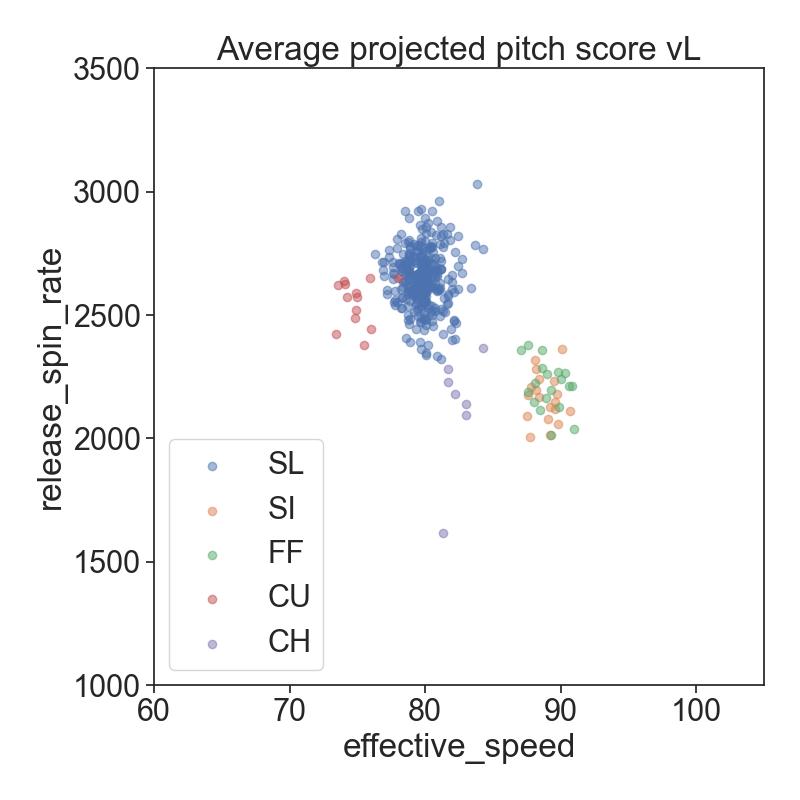 Average projected pitch score vL
3500
3000
2500
2000
1500
1000
release_spin_rate
SL
SI
FF
CU
CH
60
70
80
90
100
effective_speed